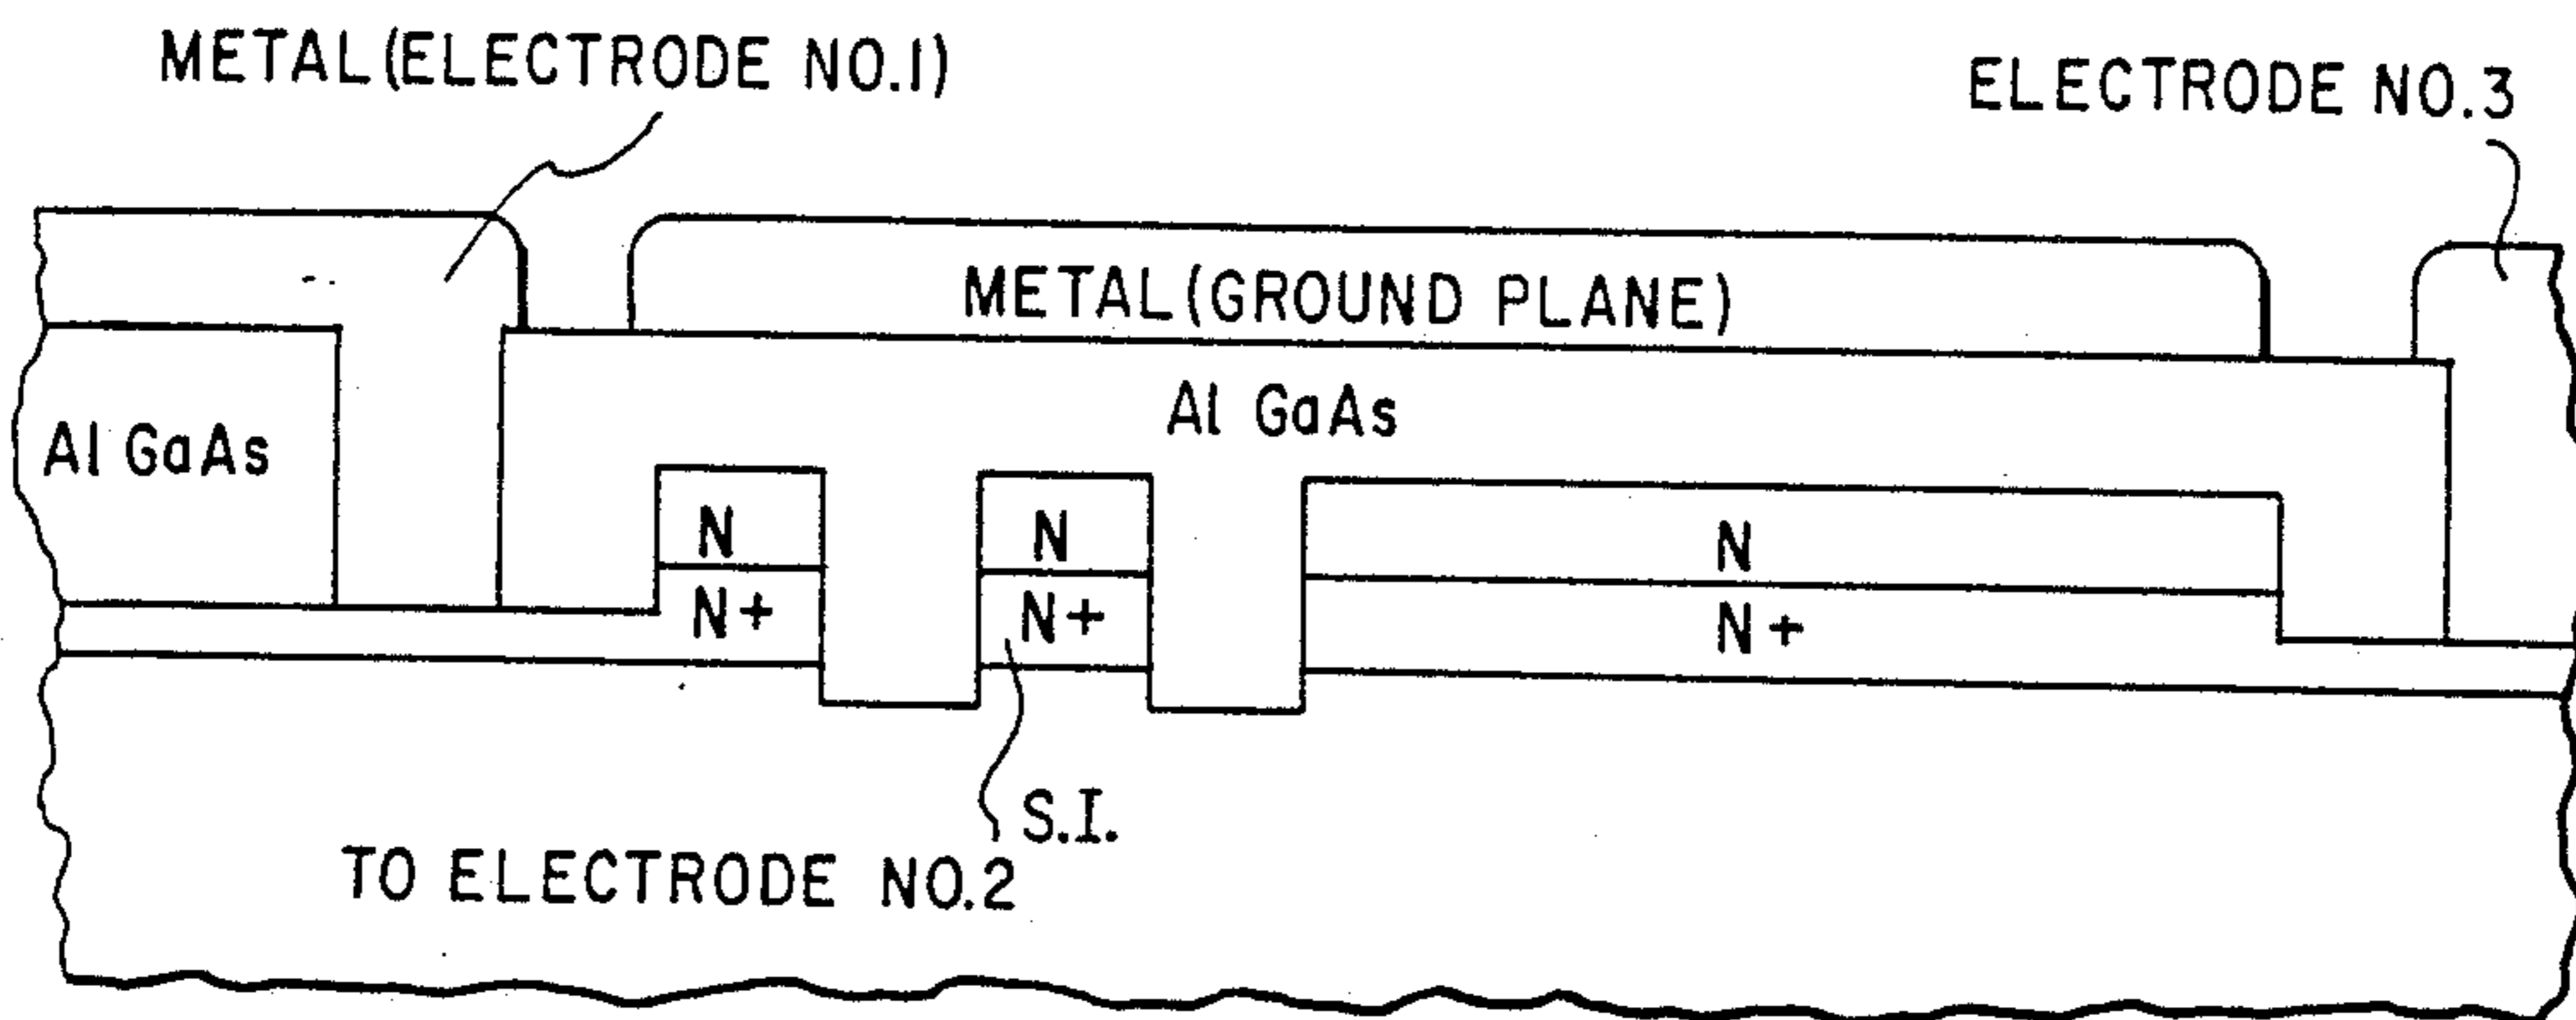 METAL(ELECTRODE NO.1)
ELECTRODE NO.3
METAL(GROUND PLANE)
Al GaAs
Al GaAs
N
N
N
N+
N+
N+
S.I.
TO ELECTRODE NO.2